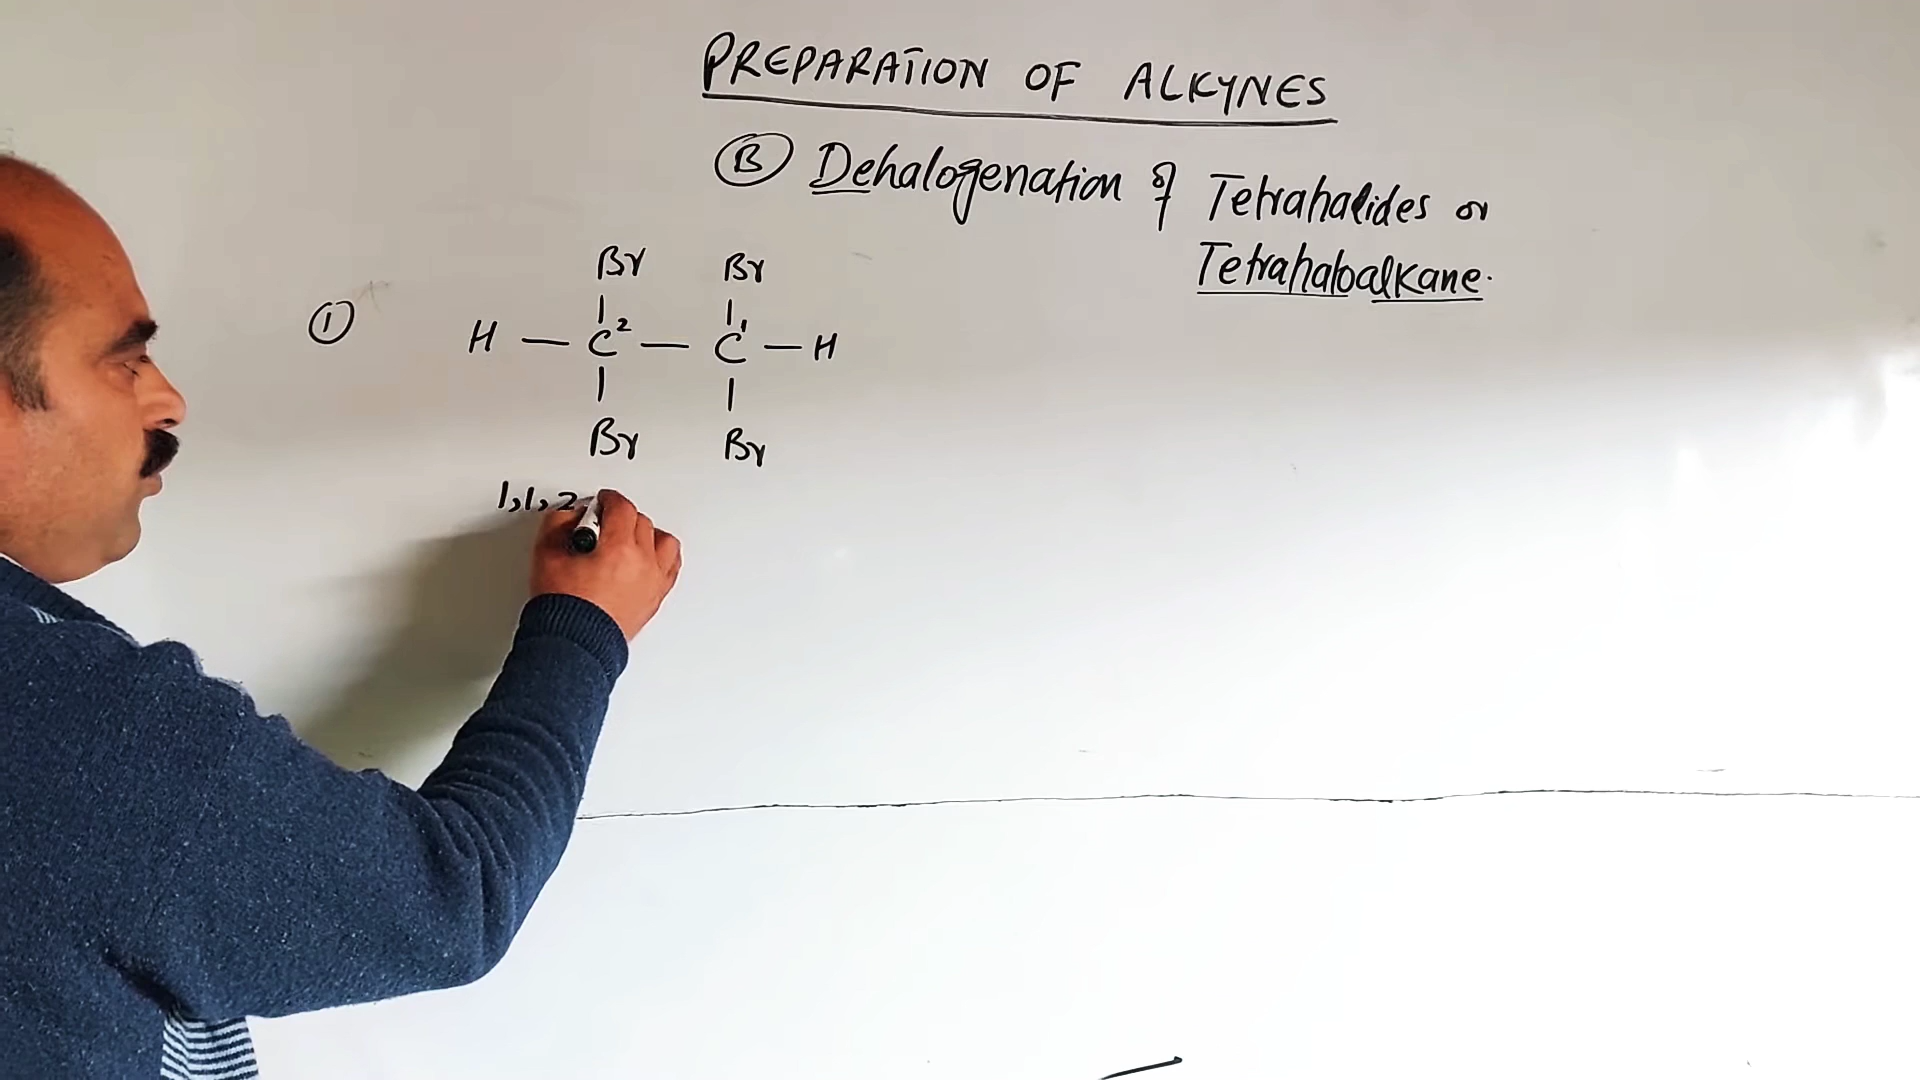 PREPARATION OF ALKYNES
Ⓑ Dehalogenation of Tetrahalides or
Tetrahaloalkane.
Br Br
① H — C² — C¹ — H
Br Br
1,1,2